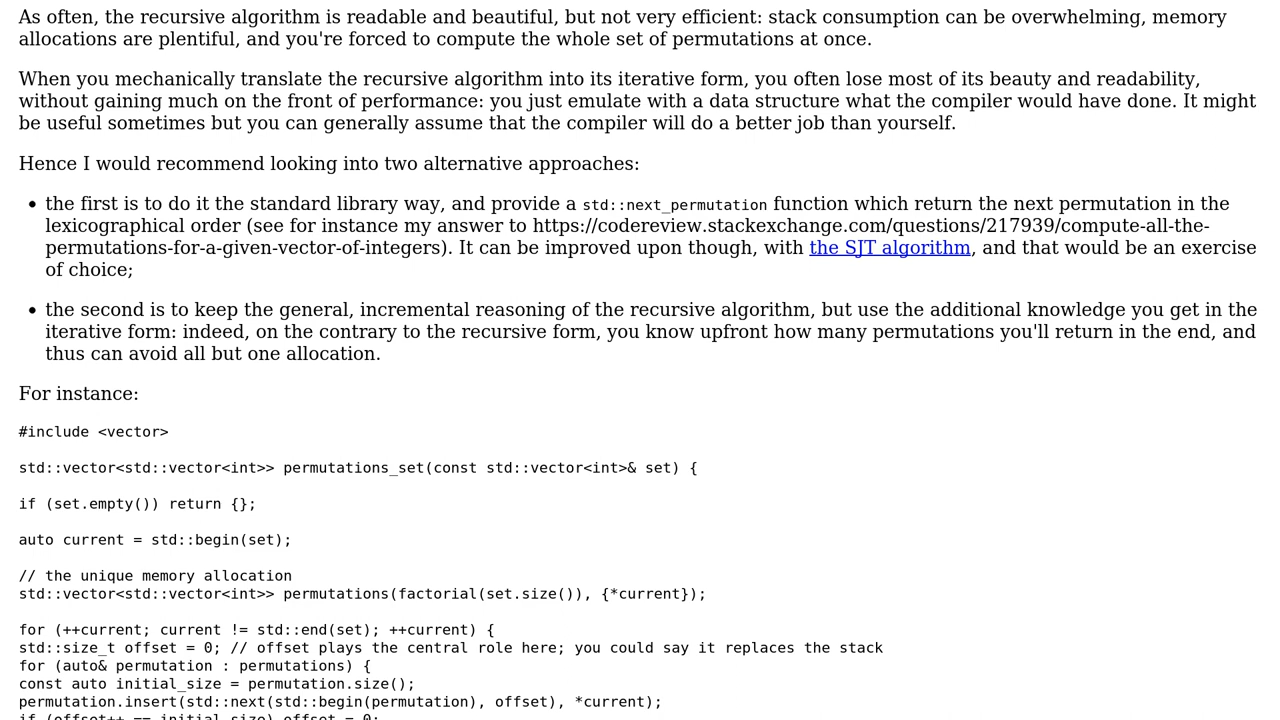 As often, the recursive algorithm is readable and beautiful, but not very efficient: stack consumption can be overwhelming, memory
allocations are plentiful, and you're forced to compute the whole set of permutations at once.
When you mechanically translate the recursive algorithm into its iterative form, you often lose most of its beauty and readability,
without gaining much on the front of performance: you just emulate with a data structure what the compiler would have done. It might
be useful sometimes but you can generally assume that the compiler will do a better job than yourself.
Hence I would recommend looking into two alternative approaches:
• the first is to do it the standard library way, and provide a std::next_permutation function which return the next permutation in the
lexicographical order (see for instance my answer to https://codereview.stackexchange.com/questions/217939/compute-all-the-
permutations-for-a-given-vector-of-integers). It can be improved upon though, with the SJT algorithm, and that would be an exercise
of choice;
• the second is to keep the general, incremental reasoning of the recursive algorithm, but use the additional knowledge you get in the
iterative form: indeed, on the contrary to the recursive form, you know upfront how many permutations you'll return in the end, and
thus can avoid all but one allocation.
For instance:
#include <vector>
std::vector<std::vector<int>> permutations_set(const std::vector<int>& set) {
if (set.empty()) return {};
auto current = std::begin(set);
// the unique memory allocation
std::vector<std::vector<int>> permutations(factorial(set.size()), {*current});
for (++current; current != std::end(set); ++current) {
std::size_t offset = 0; // offset plays the central role here; you could say it replaces the stack
for (auto& permutation : permutations) {
const auto initial_size = permutation.size();
permutation.insert(std::next(std::begin(permutation), offset), *current);
if (offset++ == initial_size) offset = 0;